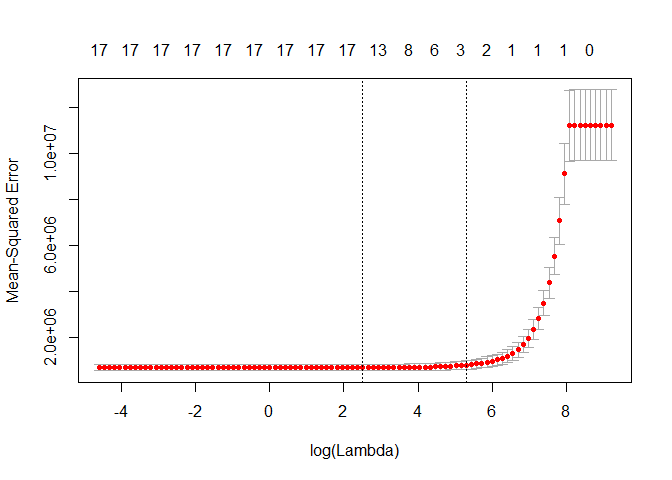 17 17 17 17 17 17 17 17 17 13 8 6 3 2 1 1 1 0
Mean-Squared Error
1.0e+07
6.0e+06
2.0e+06
-4 -2 0 2 4 6 8
log(Lambda)